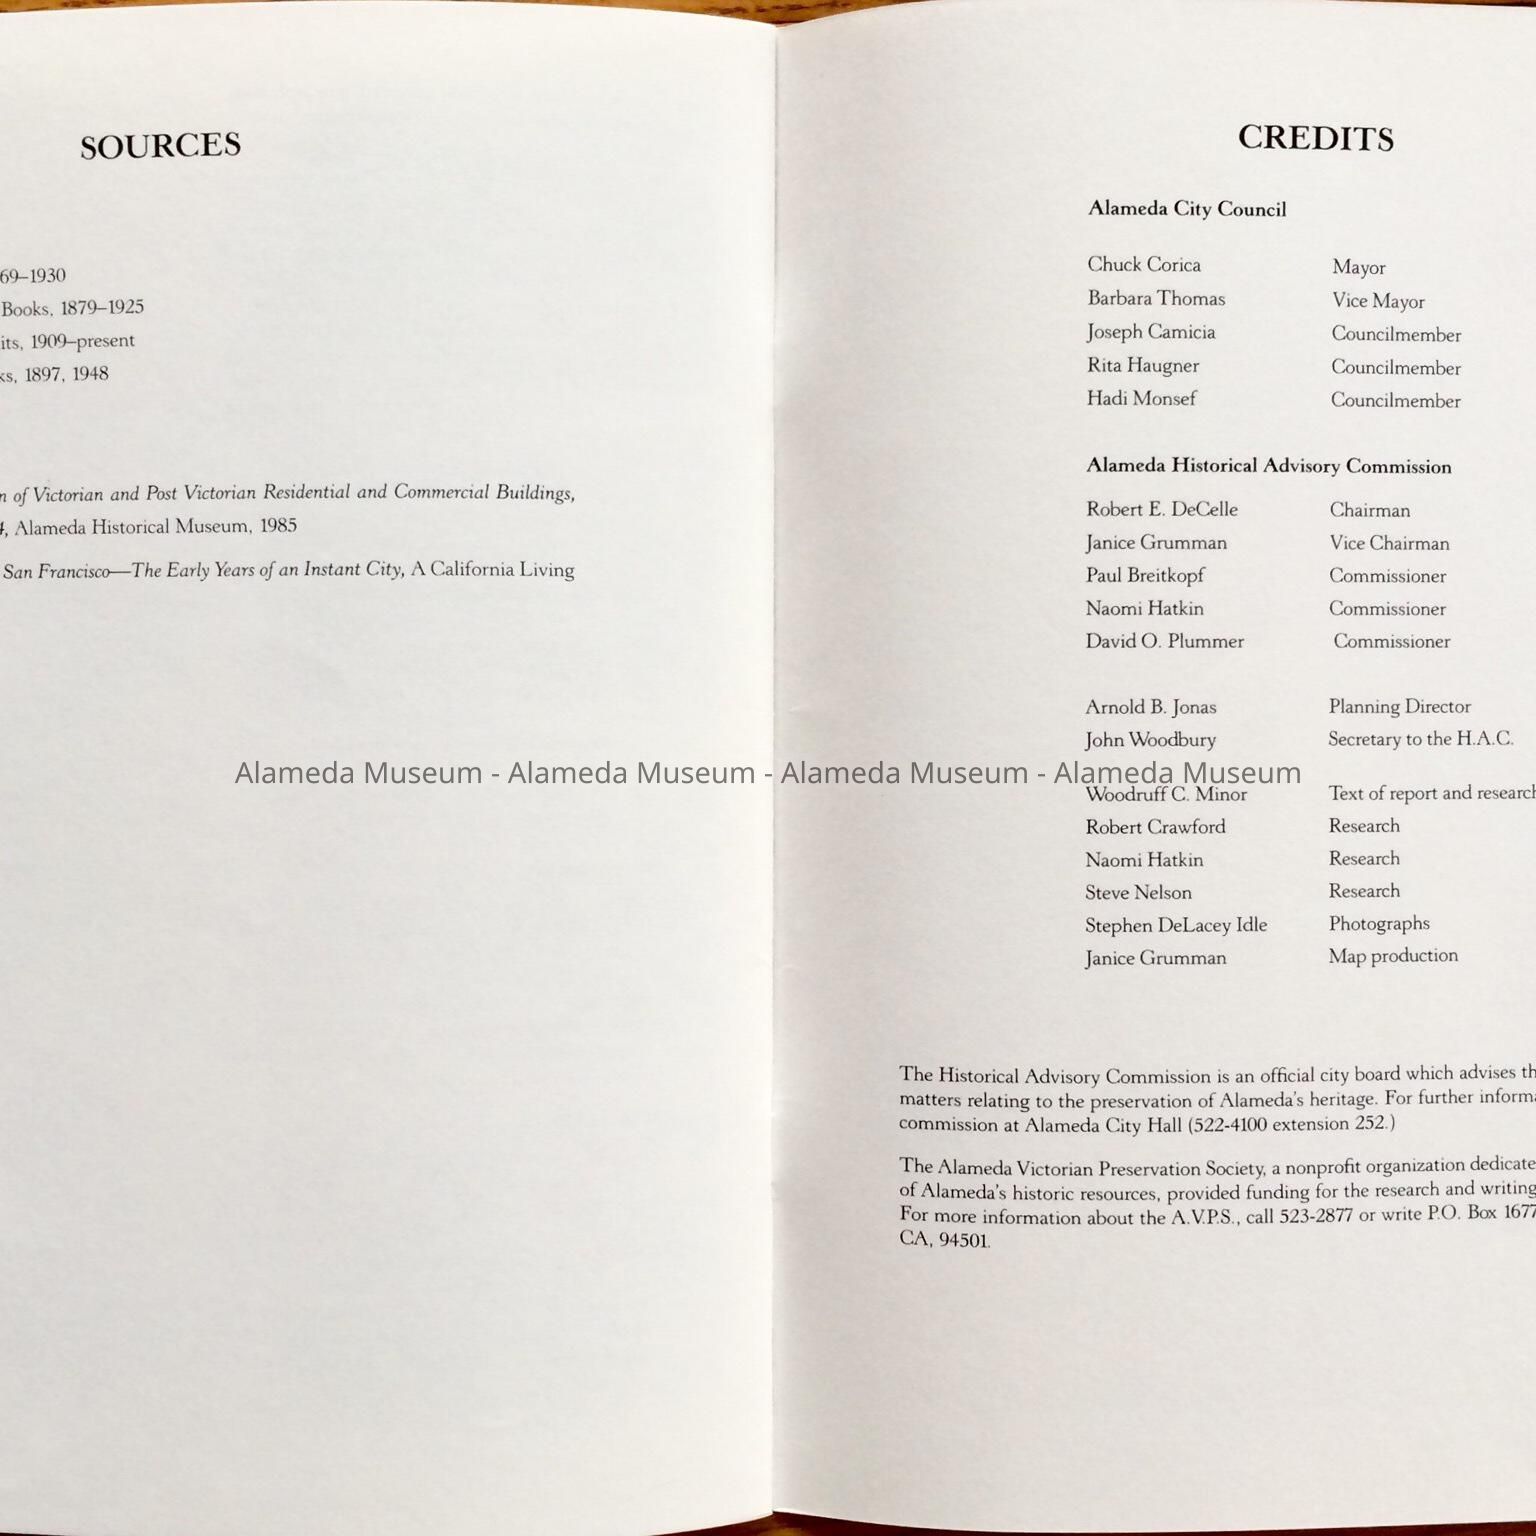 SOURCES
69–1930
Books, 1879–1925
its, 1909–present
ks, 1897, 1948
n of Victorian and Post Victorian Residential and Commercial Buildings,
4, Alameda Historical Museum, 1985
San Francisco—The Early Years of an Instant City, A California Living
CREDITS
Alameda City Council
Chuck Corica Mayor
Barbara Thomas Vice Mayor
Joseph Camicia Councilmember
Rita Haugner Councilmember
Hadi Monsef Councilmember
Alameda Historical Advisory Commission
Robert E. DeCelle Chairman
Janice Grumman Vice Chairman
Paul Breitkopf Commissioner
Naomi Hatkin Commissioner
David O. Plummer Commissioner
Arnold B. Jonas Planning Director
John Woodbury Secretary to the H.A.C.
Alameda Museum - Alameda Museum - Alameda Museum - Alameda Museum
Woodruff C. Minor Text of report and research
Robert Crawford Research
Naomi Hatkin Research
Steve Nelson Research
Stephen DeLacey Idle Photographs
Janice Grumman Map production
The Historical Advisory Commission is an official city board which advises th
matters relating to the preservation of Alameda's heritage. For further informa
commission at Alameda City Hall (522-4100 extension 252.)
The Alameda Victorian Preservation Society, a nonprofit organization dedicate
of Alameda's historic resources, provided funding for the research and writing
For more information about the A.V.P.S., call 523-2877 or write P.O. Box 1677
CA, 94501.